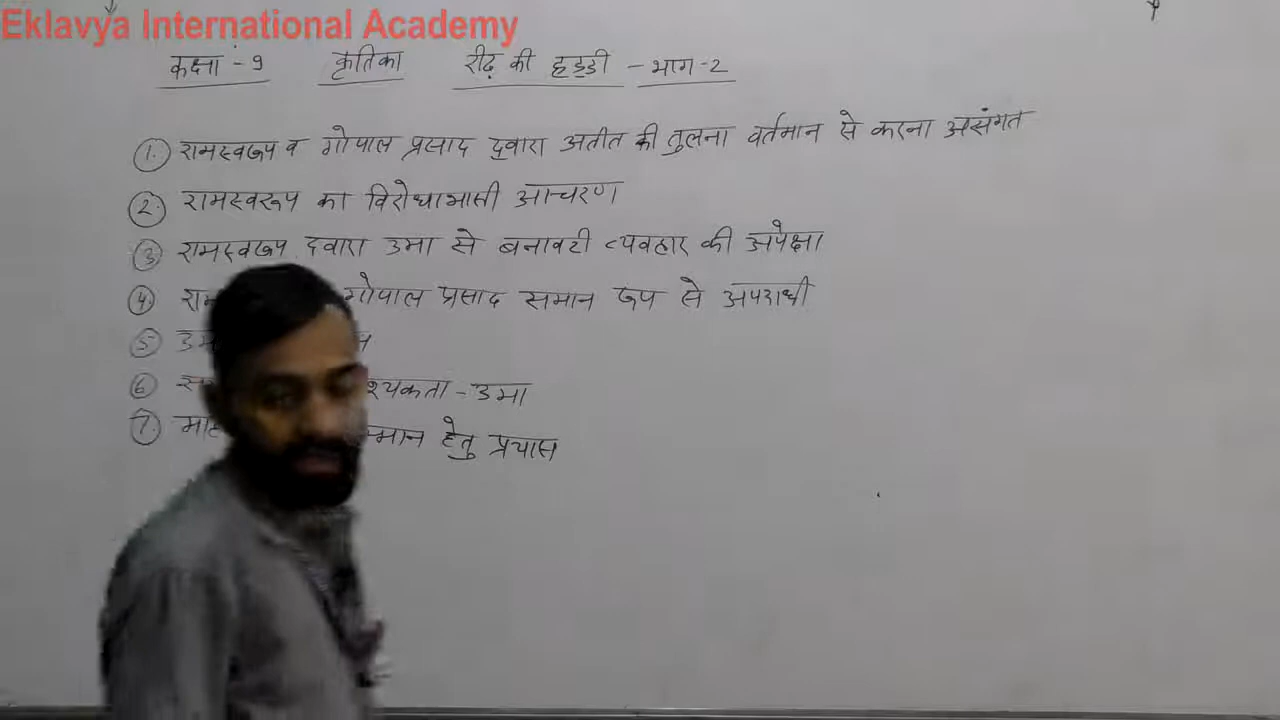 Eklavya International Academy
कक्षा - 9 कृतिका रीढ़ की हड्डी - भाग - 2
1. रामस्वरूप व गोपाल प्रसाद द्वारा अतीत की तुलना वर्तमान से करना असंगत
2. रामस्वरूप का विरोधाभासी आचरण
3 रामस्वरूप द्वारा उमा से बनावटी व्यवहार की अपेक्षा
4 गोपाल प्रसाद समान रूप से अपराधी
5
6 - उमा
7. हेतु प्रयास